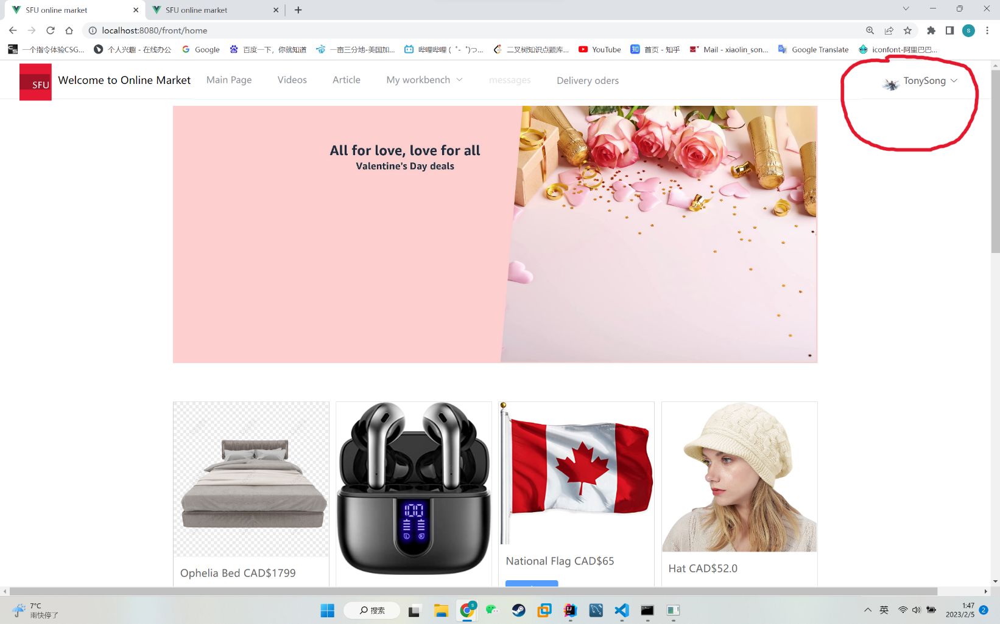 SFU online market
SFU online market
localhost:8080/front/home
一个指令体验CSG...
个人兴趣 - 在线办公
Google
百度一下，你就知道
一亩三分地-美国加...
哔哩哔哩 (゜-゜)つ...
二叉树知识点题库...
YouTube
知
首页 - 知乎
Mail - xiaolin_son...
Google Translate
iconfont-阿里巴巴...
SFU
Welcome to Online Market
Main Page
Videos
Article
My workbench
messages
Delivery oders
TonySong
All for love, love for all
Valentine's Day deals
100
L R
Ophelia Bed CAD$1799
National Flag CAD$65
Hat CAD$52.0
7°C
雨快停了
搜索
英
1:47
2023/2/5
2